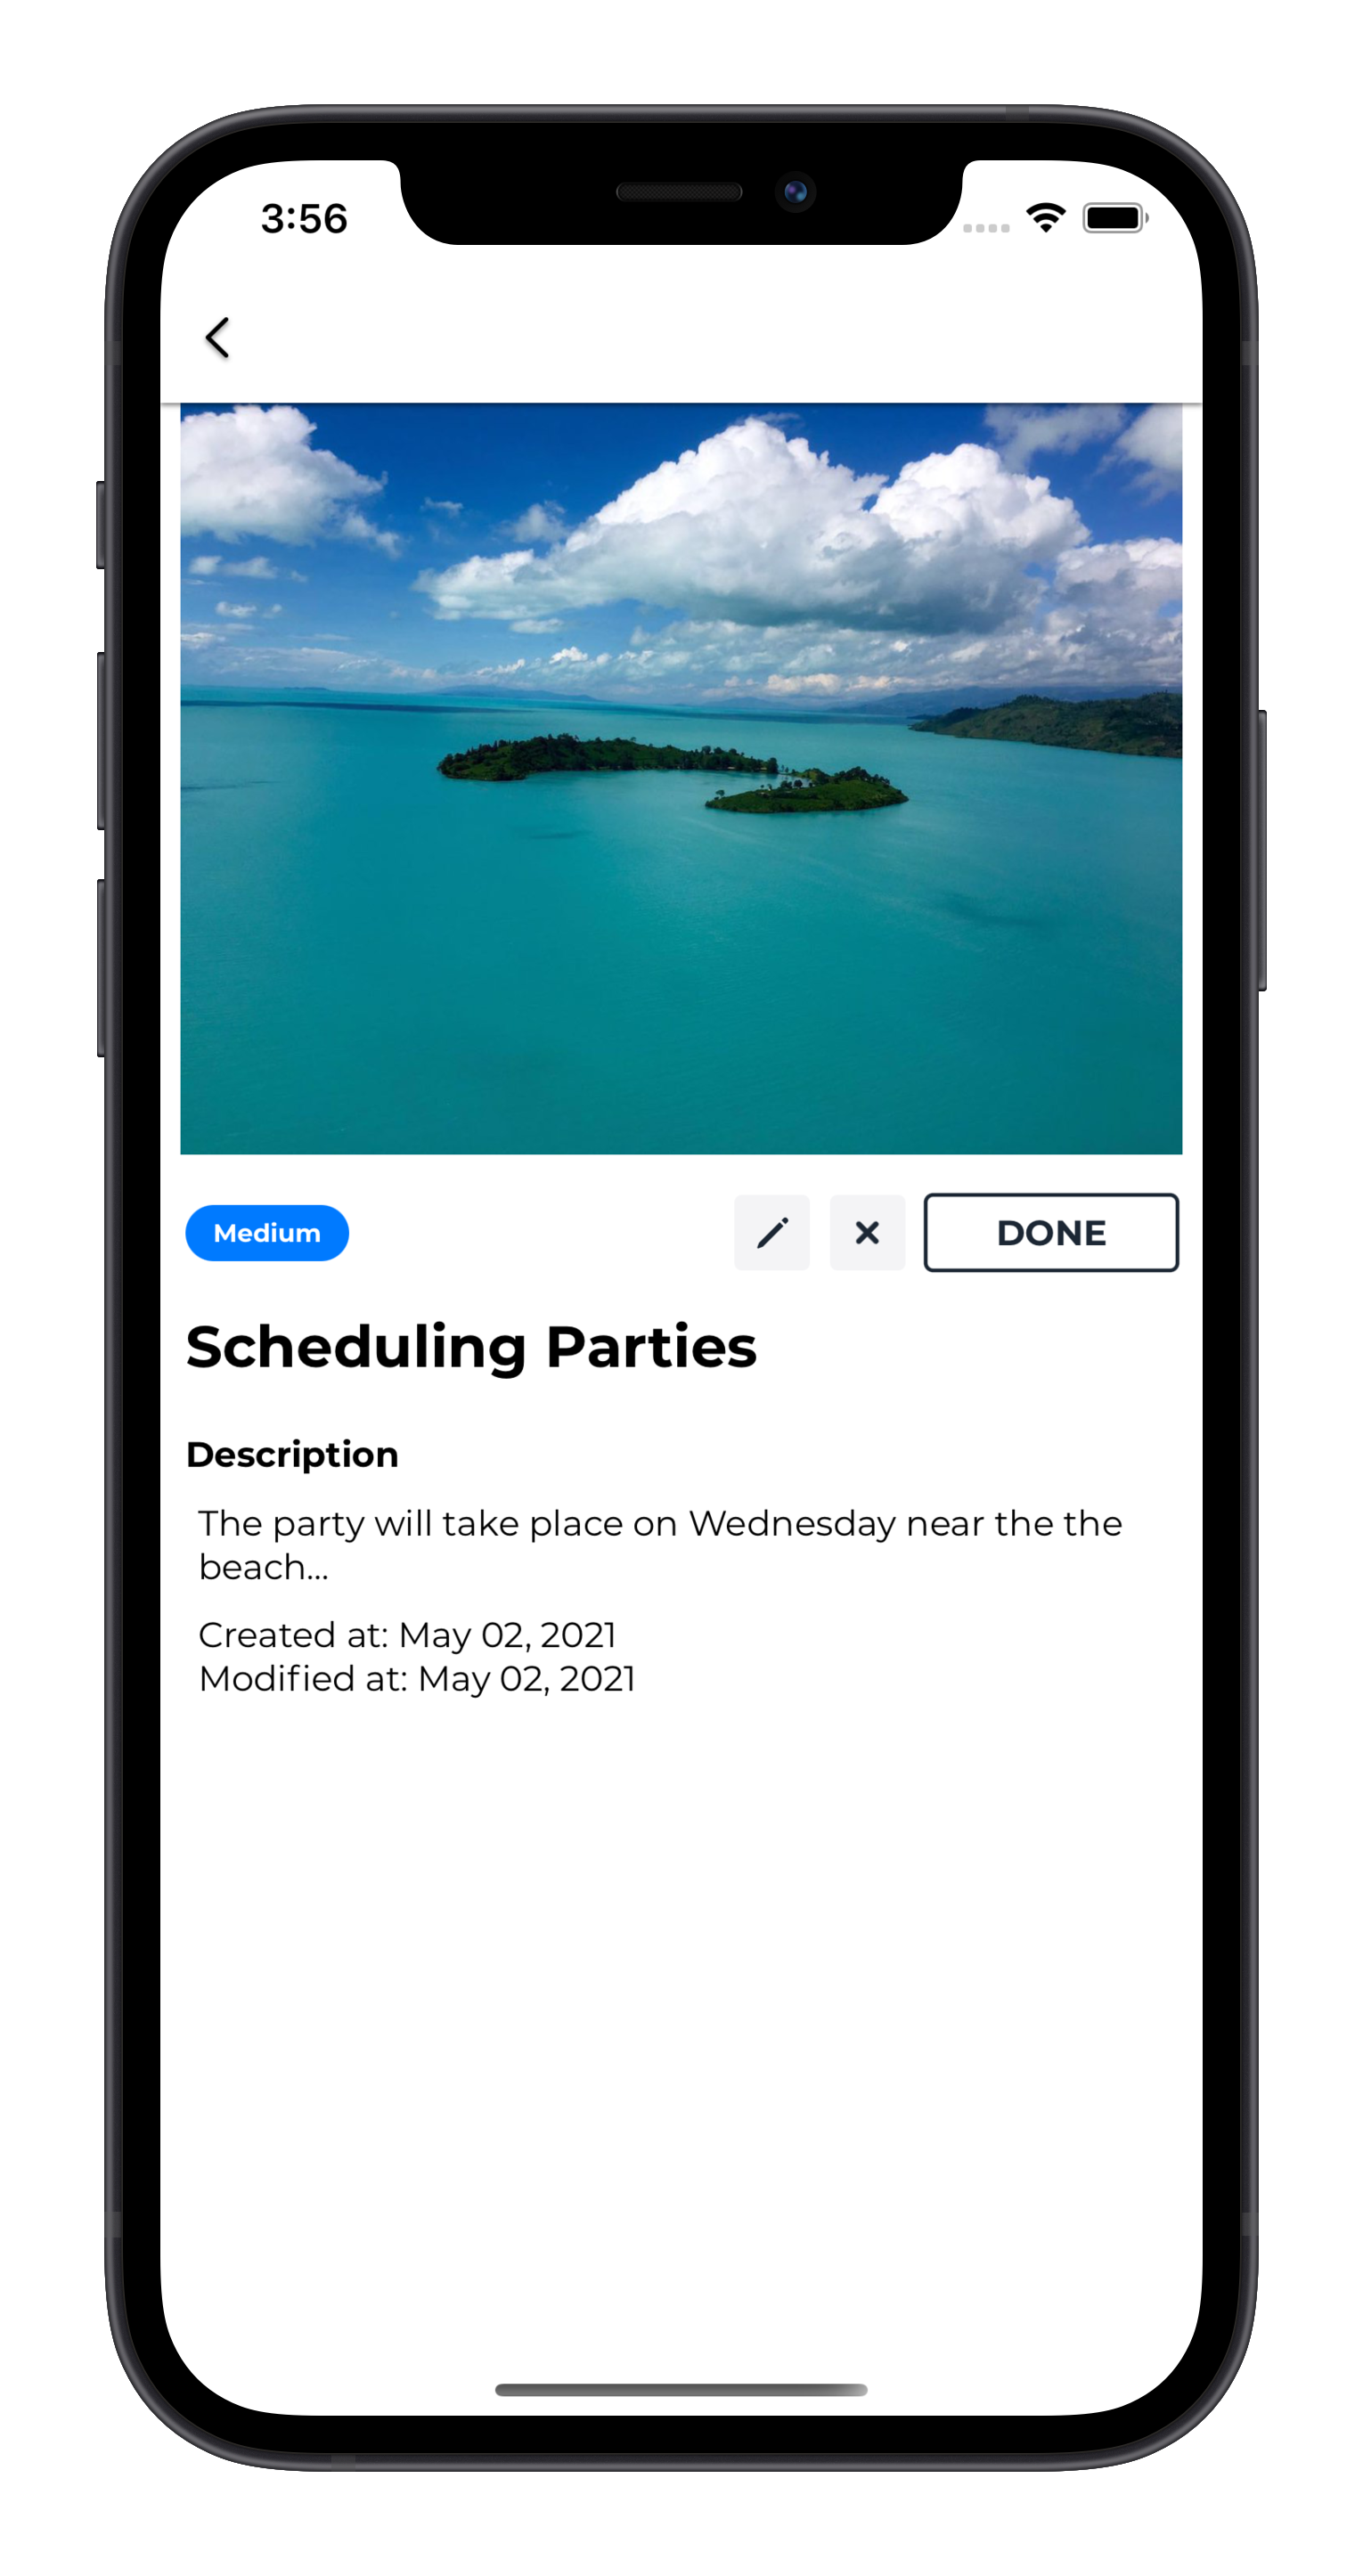 3:56
Medium
DONE
Scheduling Parties
Description
The party will take place on Wednesday near the the
beach...
Created at: May 02, 2021
Modified at: May 02, 2021